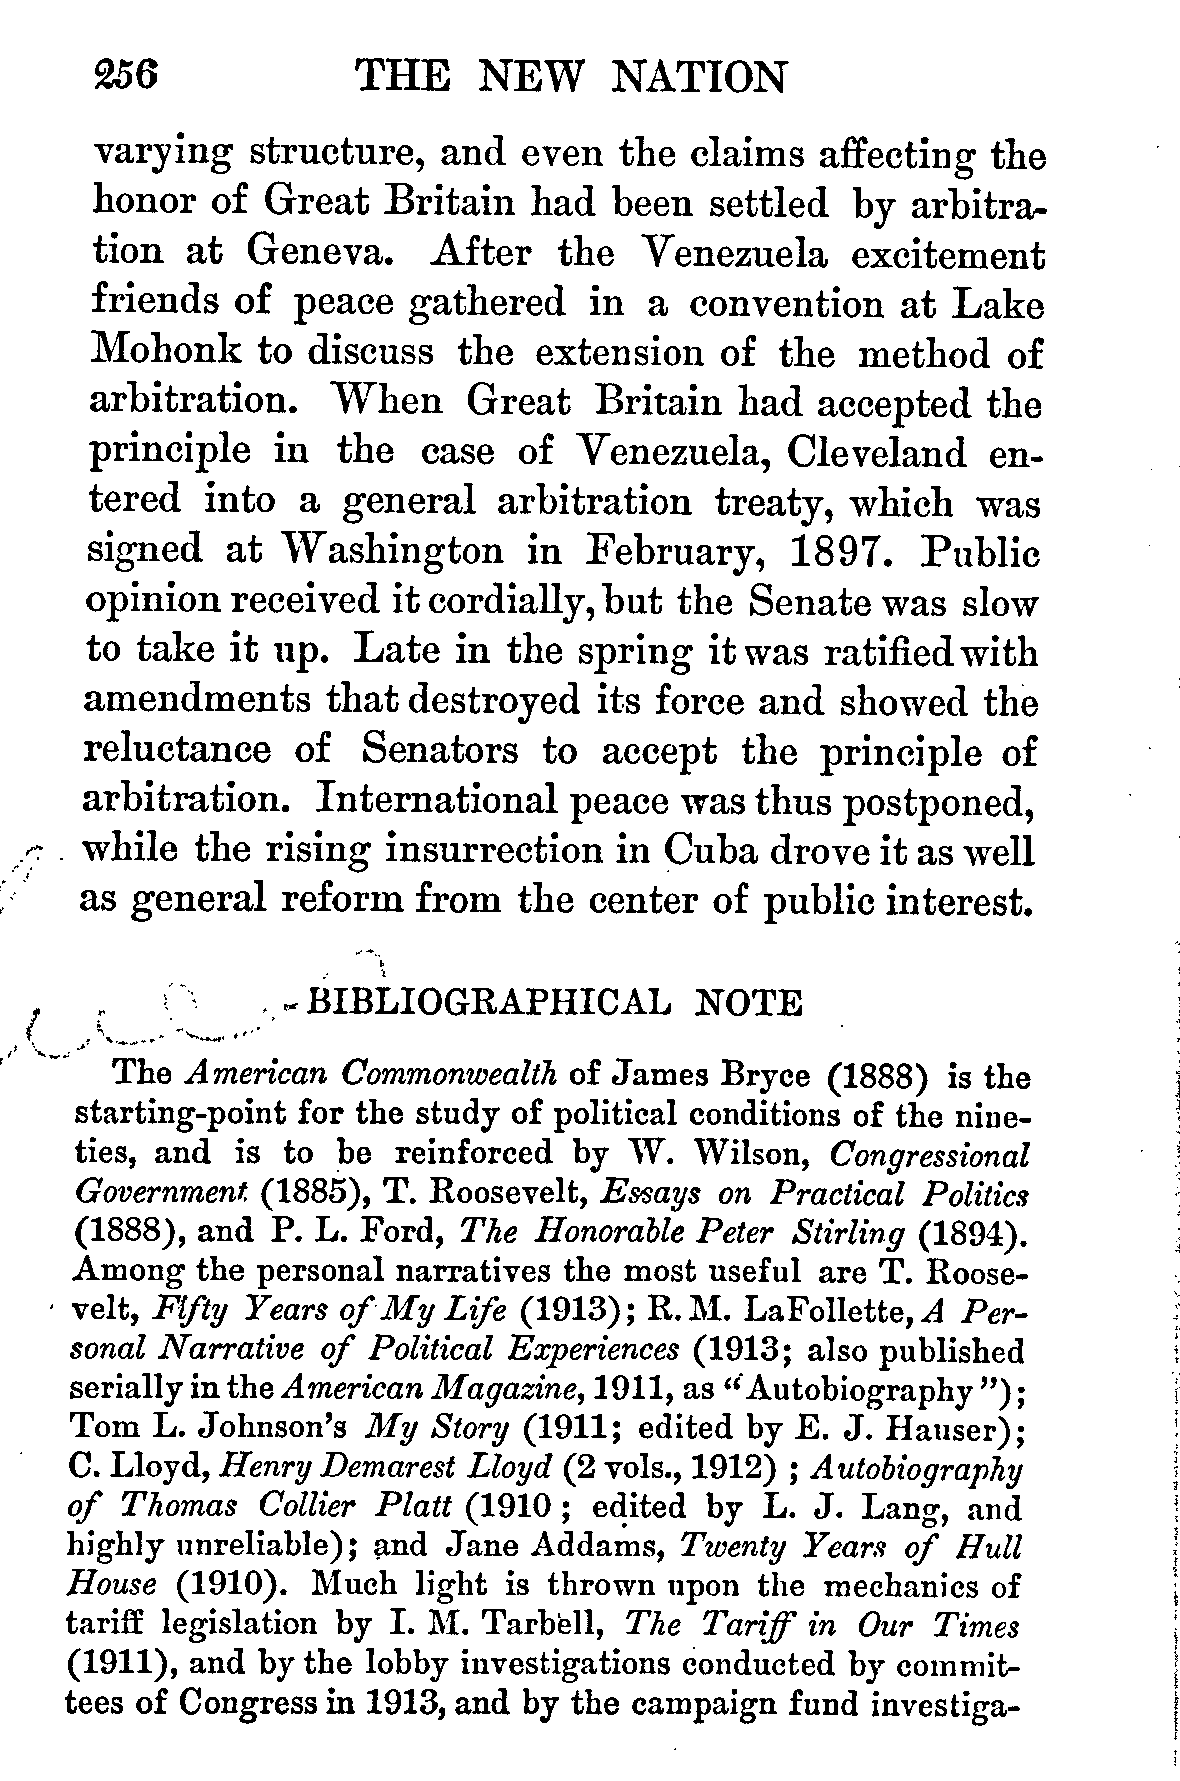 256 THE NEW NATION
varying structure, and even the claims affecting the
honor of Great Britain had been settled by arbitra-
tion at Geneva. After the Venezuela excitement
friends of peace gathered in a convention at Lake
Mohonk to discuss the extension of the method of
arbitration. When Great Britain had accepted the
principle in the case of Venezuela, Cleveland en-
tered into a general arbitration treaty, which was
signed at Washington in February, 1897. Public
opinion received it cordially, but the Senate was slow
to take it up. Late in the spring it was ratified with
amendments that destroyed its force and showed the
reluctance of Senators to accept the principle of
arbitration. International peace was thus postponed,
while the rising insurrection in Cuba drove it as well
as general reform from the center of public interest.
BIBLIOGRAPHICAL NOTE
The American Commonwealth of James Bryce (1888) is the
starting-point for the study of political conditions of the nine-
ties, and is to be reinforced by W. Wilson, Congressional
Government (1885), T. Roosevelt, Essays on Practical Politics
(1888), and P. L. Ford, The Honorable Peter Stirling (1894).
Among the personal narratives the most useful are T. Roose-
velt, Fifty Years of My Life (1913); R. M. LaFollette, A Per-
sonal Narrative of Political Experiences (1913; also published
serially in the American Magazine, 1911, as "Autobiography");
Tom L. Johnson's My Story (1911; edited by E. J. Hauser);
C. Lloyd, Henry Demarest Lloyd (2 vols., 1912) ; Autobiography
of Thomas Collier Platt (1910 ; edited by L. J. Lang, and
highly unreliable); and Jane Addams, Twenty Years of Hull
House (1910). Much light is thrown upon the mechanics of
tariff legislation by I. M. Tarbell, The Tariff in Our Times
(1911), and by the lobby investigations conducted by commit-
tees of Congress in 1913, and by the campaign fund investiga-